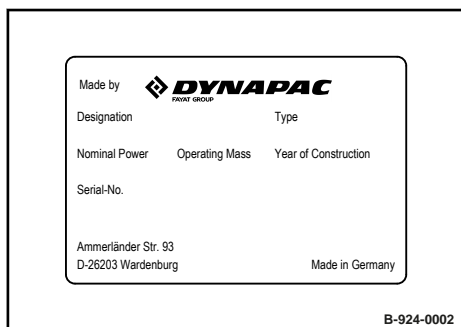 Made by DYNAPAC
FAYAT GROUP
Designation Type
Nominal Power Operating Mass Year of Construction
Serial-No.
Ammerländer Str. 93
D-26203 Wardenburg Made in Germany
B-924-0002